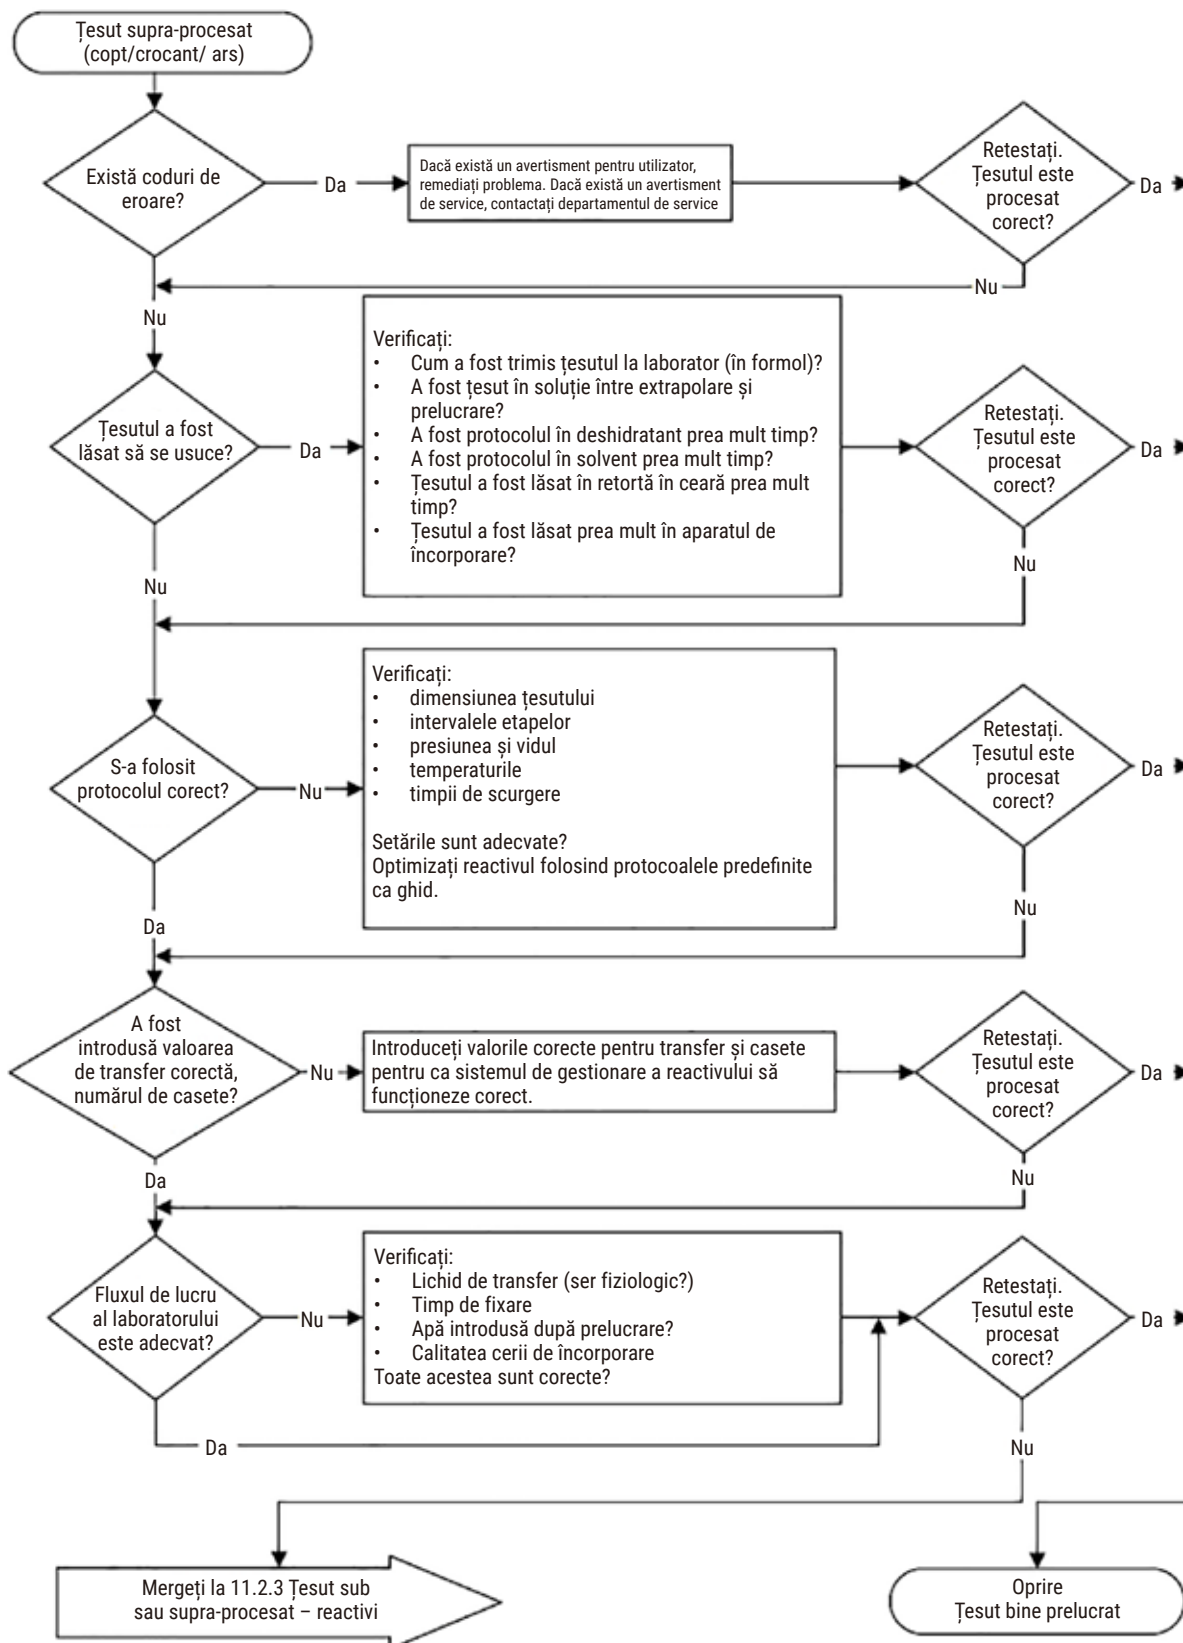 Țesut supra-procesat
(copt/crocant/ ars)
Există coduri de
eroare?
Da
Dacă există un avertisment pentru utilizator,
remediați problema. Dacă există un avertisment
de service, contactați departamentul de service
Retestați.
Țesutul este
procesat
corect?
Da
Nu
Nu
Țesutul a fost
lăsat să se usuce?
Da
Verificați:
• Cum a fost trimis țesutul la laborator (în formol)?
• A fost țesut în soluție între extrapolare și
prelucrare?
• A fost protocolul în deshidratant prea mult timp?
• A fost protocolul în solvent prea mult timp?
• Țesutul a fost lăsat în retortă în ceară prea mult
timp?
• Țesutul a fost lăsat prea mult în aparatul de
încorporare?
Retestați.
Țesutul este
procesat
corect?
Da
Nu
Nu
S-a folosit
protocolul corect?
Nu
Verificați:
• dimensiunea țesutului
• intervalele etapelor
• presiunea și vidul
• temperaturile
• timpii de scurgere
Setările sunt adecvate?
Optimizați reactivul folosind protocoalele predefinite
ca ghid.
Retestați.
Țesutul este
procesat
corect?
Da
Nu
Da
A fost
introdusă valoarea
de transfer corectă,
numărul de casete?
Nu
Introduceți valorile corecte pentru transfer și casete
pentru ca sistemul de gestionare a reactivului să
funcționeze corect.
Retestați.
Țesutul este
procesat
corect?
Da
Nu
Da
Fluxul de lucru
al laboratorului
este adecvat?
Nu
Verificați:
• Lichid de transfer (ser fiziologic?)
• Timp de fixare
• Apă introdusă după prelucrare?
• Calitatea cerii de încorporare
Toate acestea sunt corecte?
Retestați.
Țesutul este
procesat
corect?
Da
Da
Nu
Mergeți la 11.2.3 Țesut sub
sau supra-procesat – reactivi
Oprire
Țesut bine prelucrat